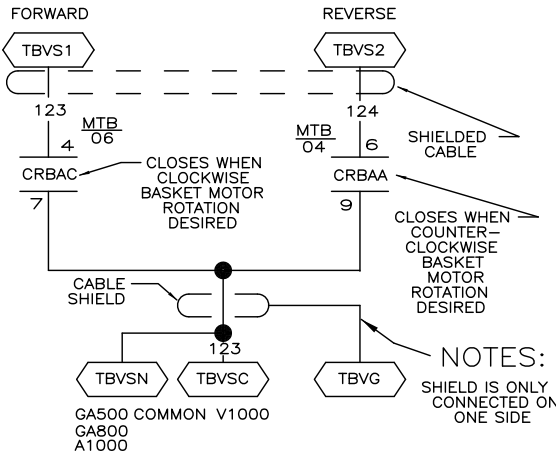 FORWARD
REVERSE
TBVS1
TBVS2
123
124
MTB
06
MTB
04
SHIELDED
CABLE
4
6
CRBAC
CRBAA
CLOSES WHEN
CLOCKWISE
BASKET MOTOR
ROTATION
DESIRED
7
9
CLOSES WHEN
COUNTER-
CLOCKWISE
BASKET
MOTOR
ROTATION
DESIRED
CABLE
SHIELD
123
TBVSN
TBVSC
TBVG
NOTES:
SHIELD IS ONLY
CONNECTED ON
ONE SIDE
GA500 COMMON V1000
GA800
A1000